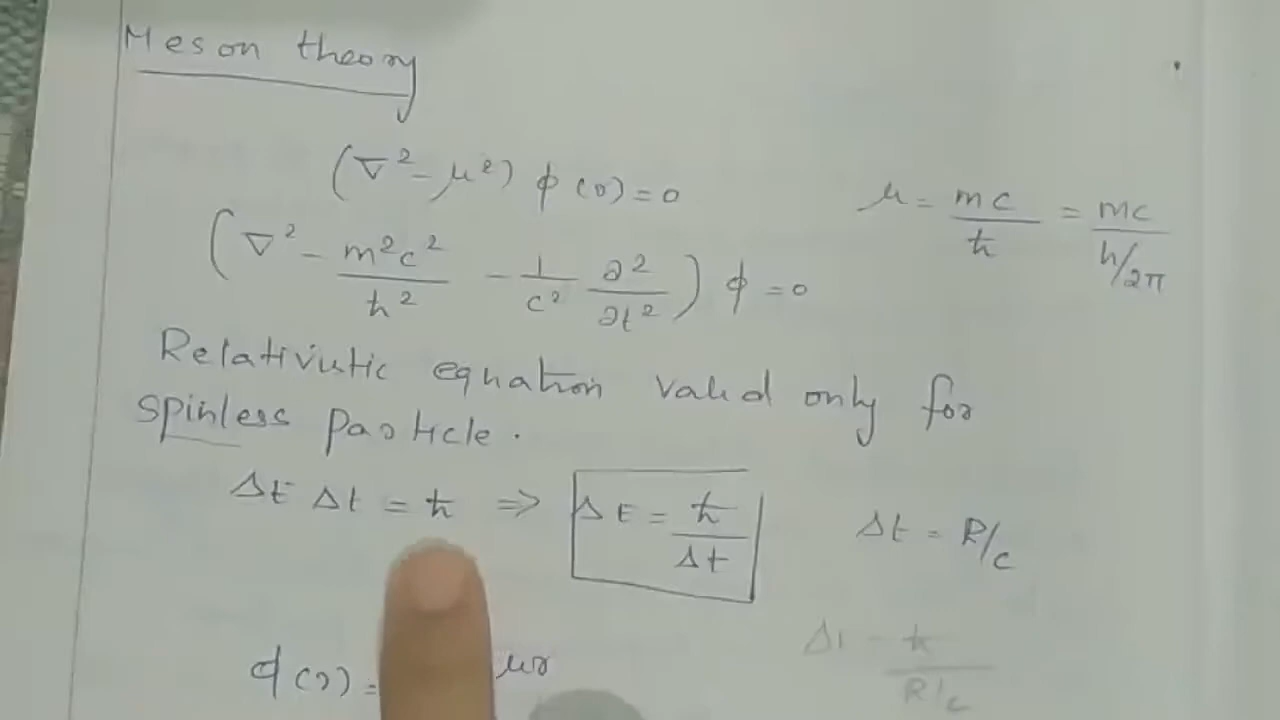 Meson theory
(∇² - μ²) ϕ(r) = 0
μ = mc/ħ = mc/h/2π
(∇² - m²c²/ħ² - 1/c² ∂²/∂t²) ϕ = 0
Relativistic equation valid only for
spinless particle.
ΔE Δt = ħ ⇒ ΔE = ħ/Δt
Δt = R/c
ħ/R/c
ϕ(r) = μr